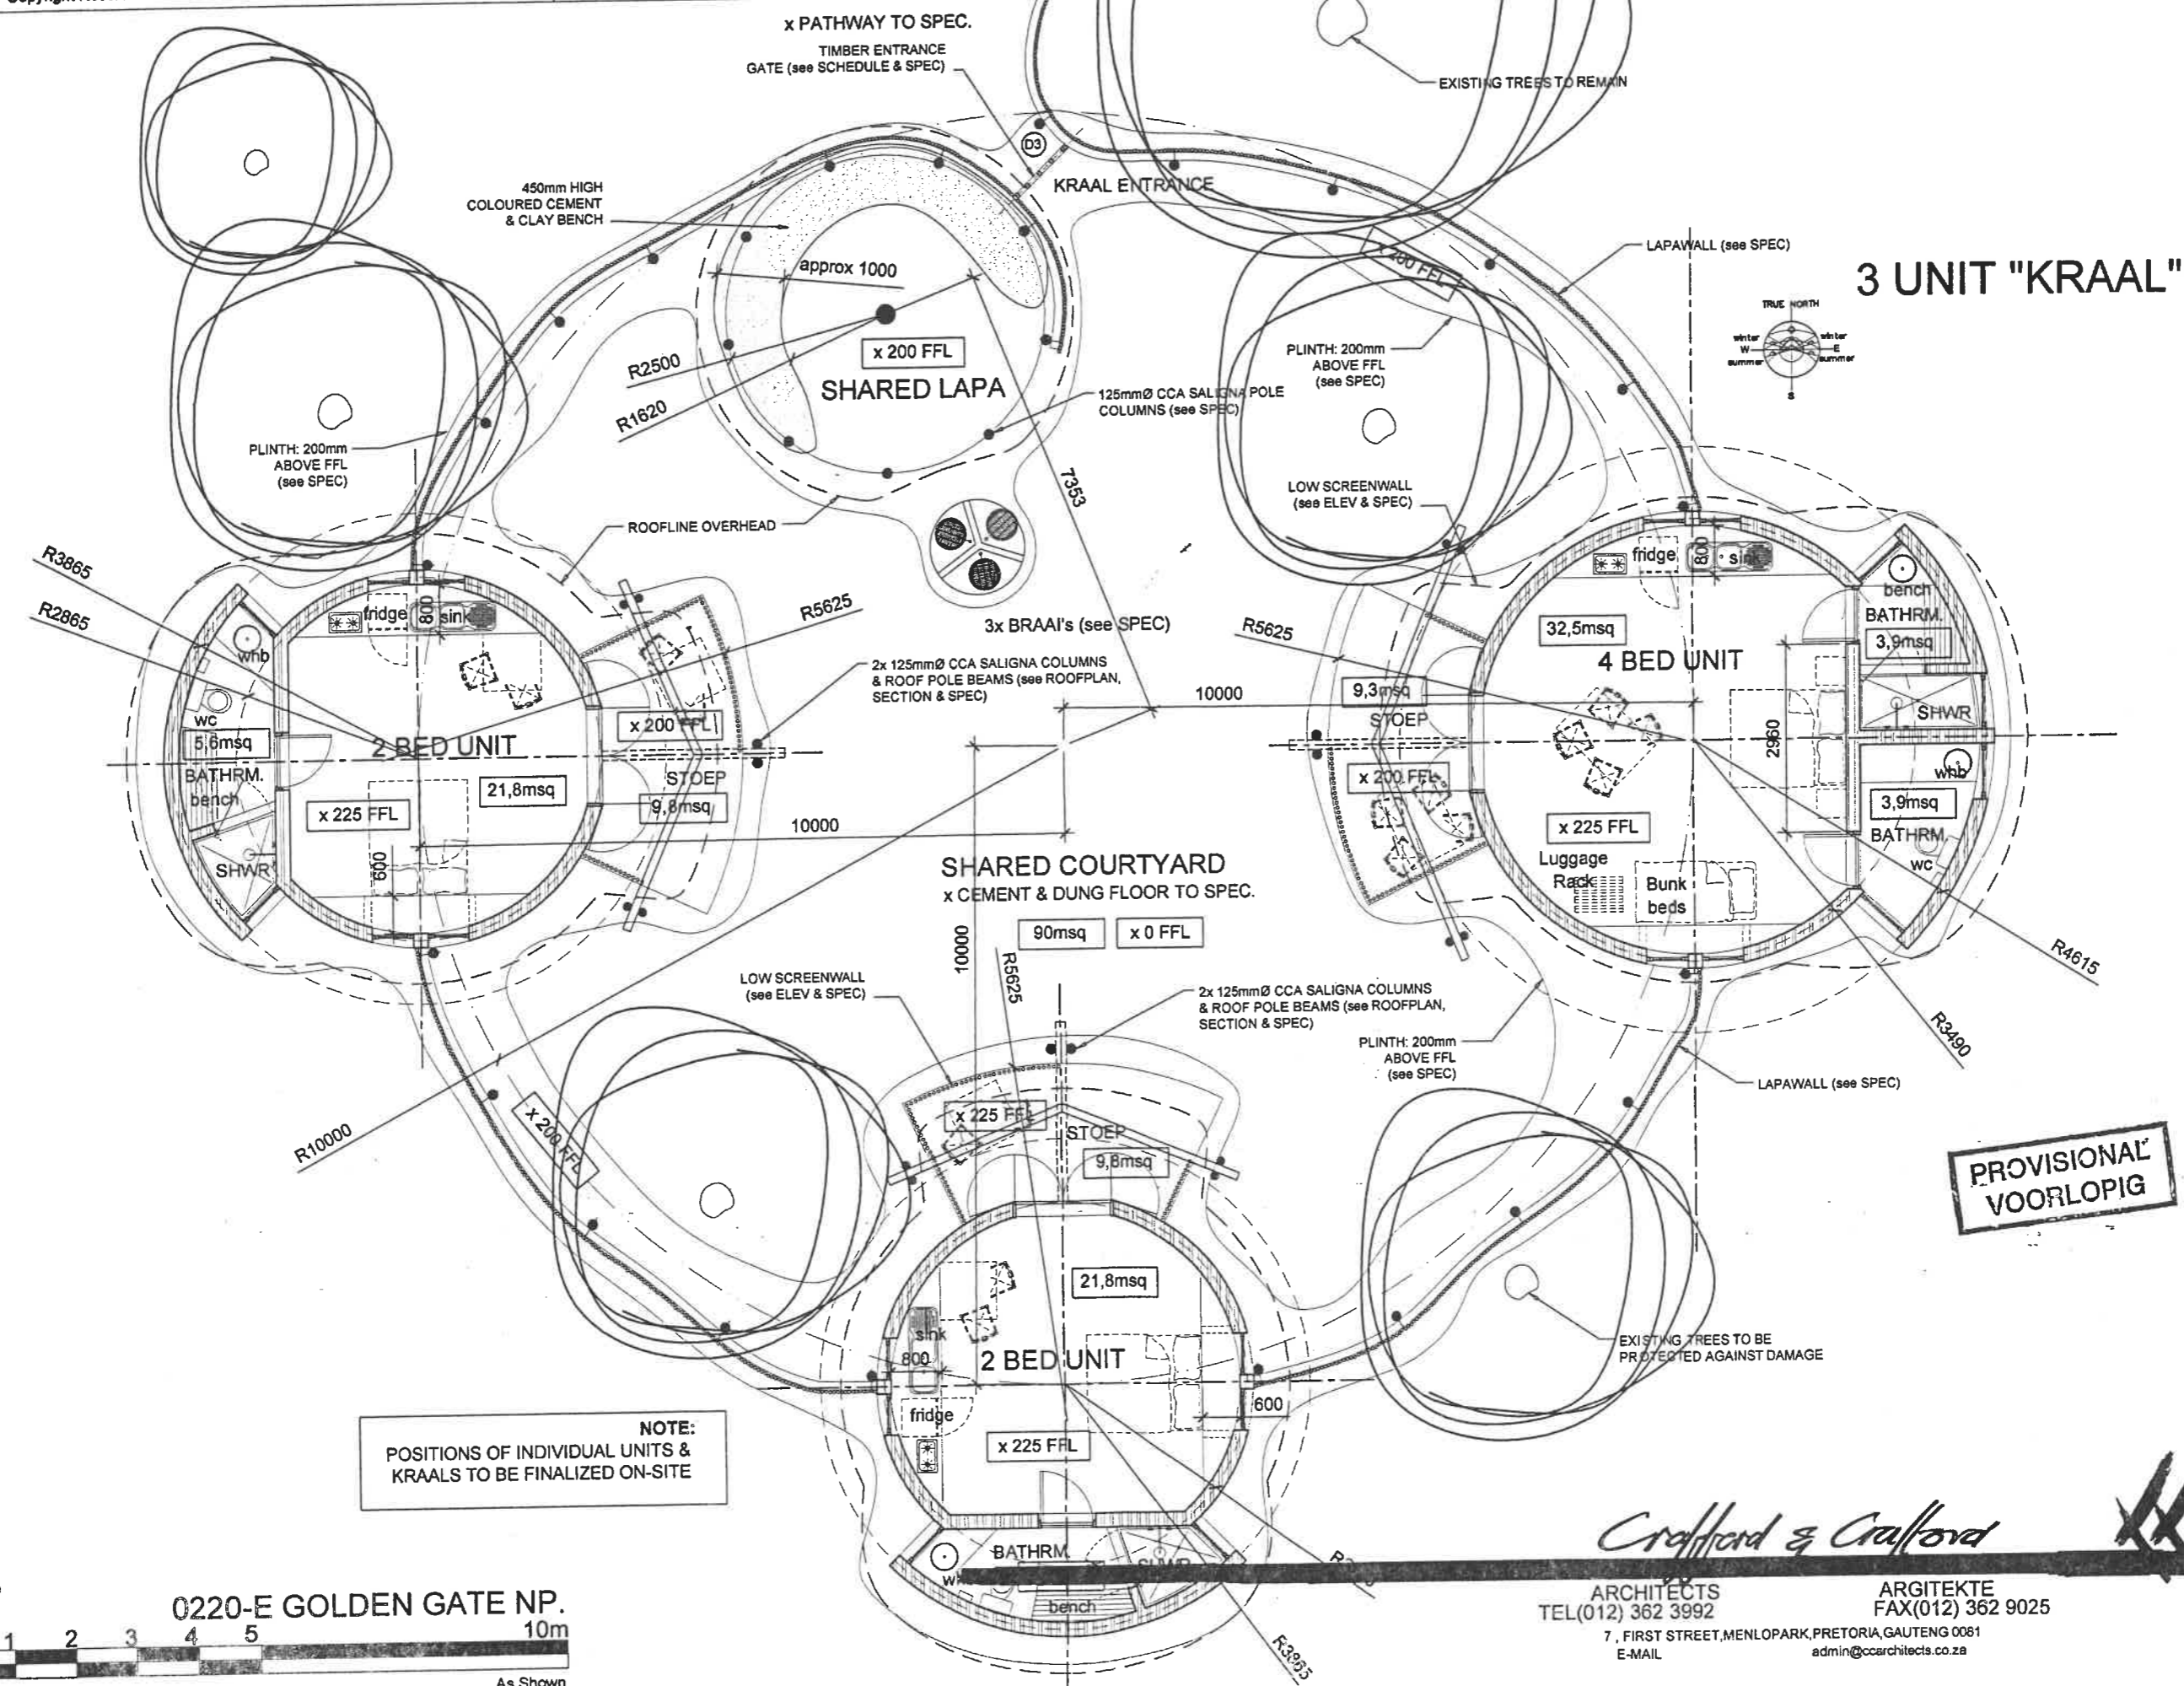 x PATHWAY TO SPEC.
TIMBER ENTRANCE
GATE (see SCHEDULE & SPEC)
EXISTING TREES TO REMAIN
D3
KRAAL ENTRANCE
450mm HIGH
COLOURED CEMENT
& CLAY BENCH
approx 1000
x 200 FFL
SHARED LAPA
R2500
R1620
125mmØ CCA SALIGNA POLE
COLUMNS (see SPEC)
7353
200 FFL
LAPAWALL (see SPEC)
3 UNIT "KRAAL"
TRUE NORTH
winter
winter
W
E
summer
summer
S
PLINTH: 200mm
ABOVE FFL
(see SPEC)
PLINTH: 200mm
ABOVE FFL
(see SPEC)
LOW SCREENWALL
(see ELEV & SPEC)
ROOFLINE OVERHEAD
3x BRAAI's (see SPEC)
R3865
R2865
R5625
fridge
800
sink
whb
wc
5,6msq
BATHRM.
bench
SHWR
2 BED UNIT
21,8msq
x 225 FFL
600
x 200 FFL
STOEP
9,8msq
2x 125mmØ CCA SALIGNA COLUMNS
& ROOF POLE BEAMS (see ROOFPLAN,
SECTION & SPEC)
10000
10000
R5625
fridge
800
sink
bench
BATHRM.
3,9msq
32,5msq
4 BED UNIT
9,3msq
STOEP
x 200 FFL
2960
SHWR
whb
3,9msq
BATHRM.
wc
x 225 FFL
Luggage
Rack
Bunk
beds
R4615
R3490
SHARED COURTYARD
x CEMENT & DUNG FLOOR TO SPEC.
90msq
x 0 FFL
10000
R5625
LOW SCREENWALL
(see ELEV & SPEC)
2x 125mmØ CCA SALIGNA COLUMNS
& ROOF POLE BEAMS (see ROOFPLAN,
SECTION & SPEC)
PLINTH: 200mm
ABOVE FFL
(see SPEC)
LAPAWALL (see SPEC)
R10000
x 200 FFL
x 225 FFL
STOEP
9,8msq
PROVISIONAL
VOORLOPIG
21,8msq
sink
800
2 BED UNIT
fridge
600
x 225 FFL
EXISTING TREES TO BE
PROTECTED AGAINST DAMAGE
BATHRM.
bench
R3865
NOTE:
POSITIONS OF INDIVIDUAL UNITS &
KRAALS TO BE FINALIZED ON-SITE
0220-E GOLDEN GATE NP.
1 2 3 4 5 10m
As Shown
Crafford & Crafford
ARCHITECTS
TEL(012) 362 3992
ARGITEKTE
FAX(012) 362 9025
7 , FIRST STREET,MENLOPARK,PRETORIA,GAUTENG 0081
E-MAIL admin@ccarchitects.co.za